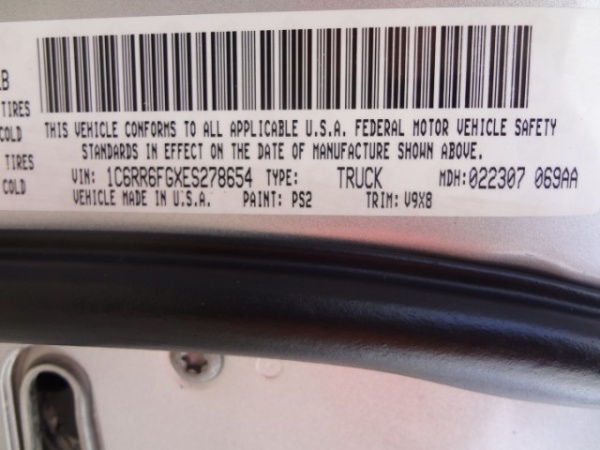 LB
TIRES
COLD
THIS VEHICLE CONFORMS TO ALL APPLICABLE U.S.A. FEDERAL MOTOR VEHICLE SAFETY
TIRES
STANDARDS IN EFFECT ON THE DATE OF MANUFACTURE SHOWN ABOVE.
COLD
VIN: 1C6RR6FGXES278654 TYPE: TRUCK MDH: 022307 069AA
VEHICLE MADE IN U.S.A. PAINT: PS2 TRIM: V9X8